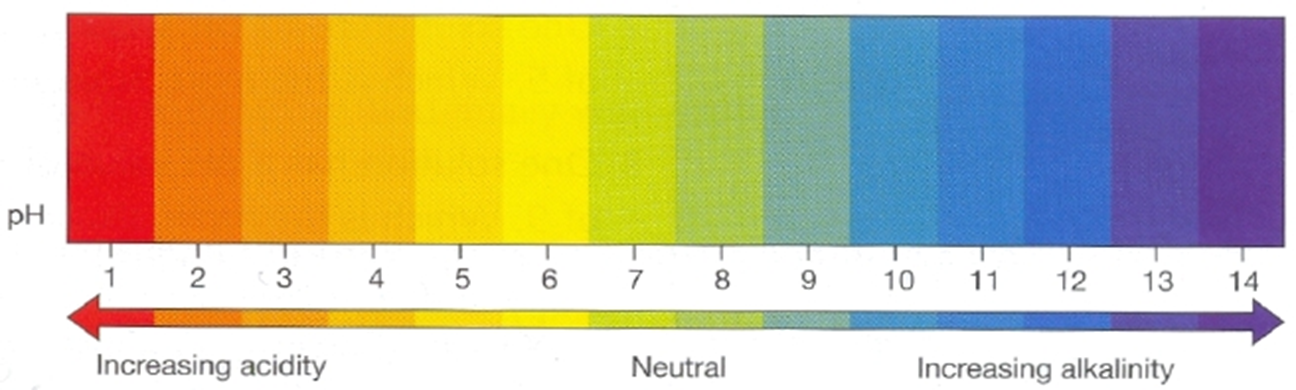 pH
1 2 3 4 5 6 7 8 9 10 11 12 13 14
Increasing acidity Neutral Increasing alkalinity